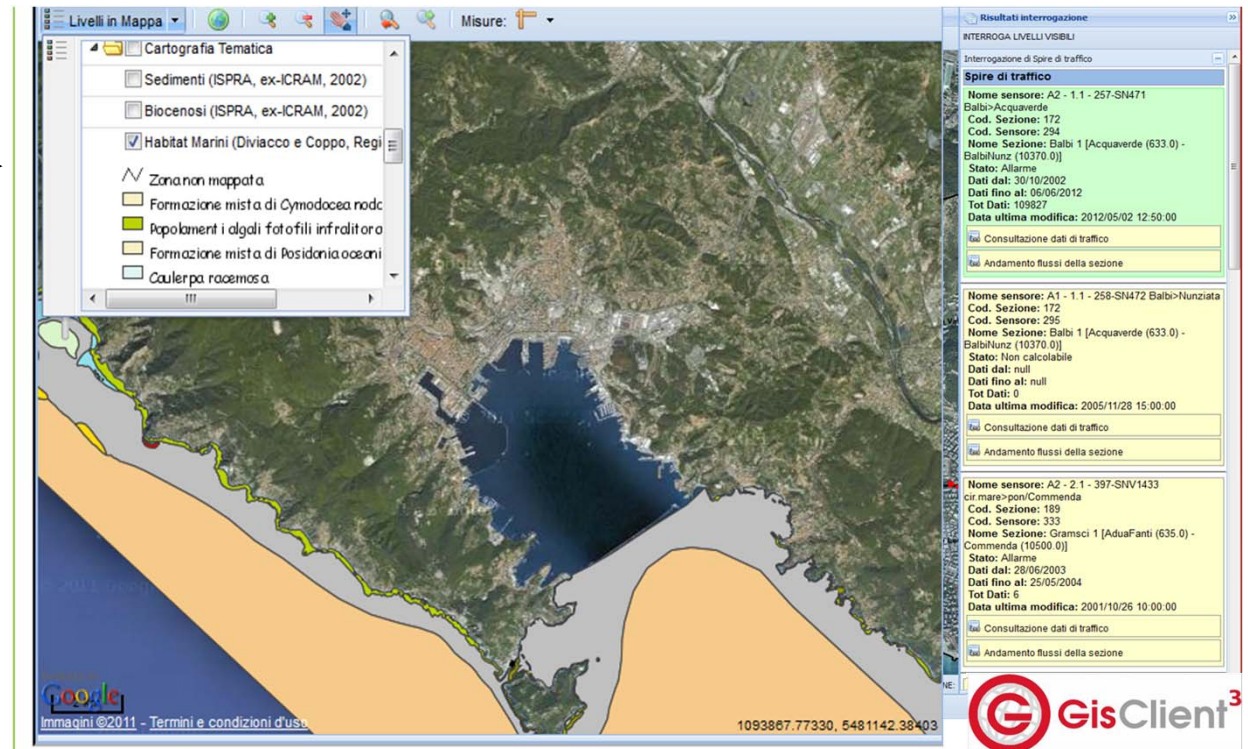 Livelli in Mappa
Misure:
Cartografia Tematica
Sedimenti (ISPRA, ex-ICRAM, 2002)
Biocenosi (ISPRA, ex-ICRAM, 2002)
Habitat Marini (Diviacco e Coppo, Regi
Zona non mappata
Formazione mista di Cymodocea nodo
Popolamenti algali fotofili infralitora
Formazione mista di Posidonia oceani
Caulerpa racemosa
Google
Immagini ©2011 - Termini e condizioni d'uso
1093867.77330, 5481142.38403
Risultati interrogazione
INTERROGA LIVELLI VISIBILI
Interrogazione di Spire di traffico
Spire di traffico
Nome sensore: A2 - 1.1 - 257-SN471
Balbi>Acquaverde
Cod. Sezione: 172
Cod. Sensore: 294
Nome Sezione: Balbi 1 [Acquaverde (633.0) -
BalbiNunz (10370.0)]
Stato: Allarme
Dati dal: 30/10/2002
Dati fino al: 06/06/2012
Tot Dati: 109827
Data ultima modifica: 2012/05/02 12:50:00
Consultazione dati di traffico
Andamento flussi della sezione
Nome sensore: A1 - 1.1 - 258-SN472 Balbi>Nunziata
Cod. Sezione: 172
Cod. Sensore: 295
Nome Sezione: Balbi 1 [Acquaverde (633.0) -
BalbiNunz (10370.0)]
Stato: Non calcolabile
Dati dal: null
Dati fino al: null
Tot Dati: 0
Data ultima modifica: 2005/11/28 15:00:00
Consultazione dati di traffico
Andamento flussi della sezione
Nome sensore: A2 - 2.1 - 397-SNV1433
cir.mare>pon/Commenda
Cod. Sezione: 189
Cod. Sensore: 333
Nome Sezione: Gramsci 1 [AduaFanti (635.0) -
Commenda (10500.0)]
Stato: Allarme
Dati dal: 28/06/2003
Dati fino al: 25/05/2004
Tot Dati: 6
Data ultima modifica: 2001/10/26 10:00:00
Consultazione dati di traffico
Andamento flussi della sezione
NE:
GisClient³